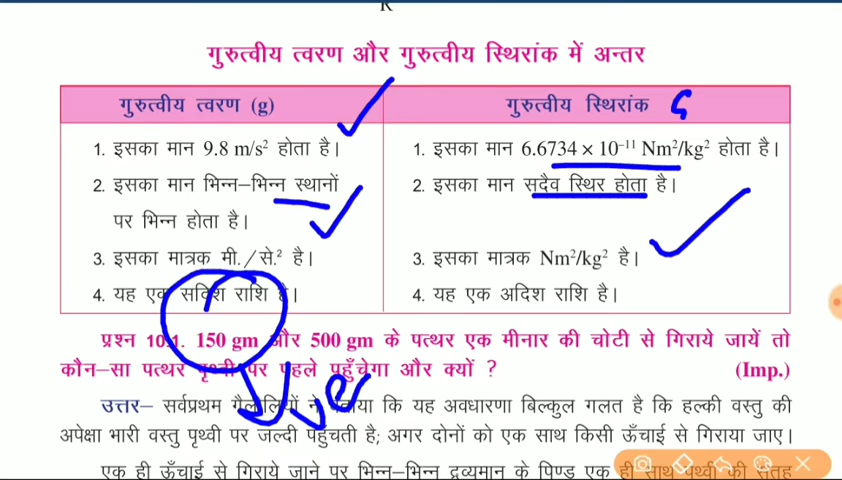 गुरुत्वीय त्वरण और गुरुत्वीय स्थिरांक में अन्तर
गुरुत्वीय त्वरण (g)
गुरुत्वीय स्थिरांक G
1. इसका मान 9.8 m/s² होता है।
1. इसका मान 6.6734 × 10⁻¹¹ Nm²/kg² होता है।
2. इसका मान भिन्न–भिन्न स्थानों
2. इसका मान सदैव स्थिर होता है।
पर भिन्न होता है।
3. इसका मात्रक मी./से.² है।
3. इसका मात्रक Nm²/kg² है।
4. यह एक सदिश राशि है।
4. यह एक अदिश राशि है।
प्रश्न 10.1. 150 gm और 500 gm के पत्थर एक मीनार की चोटी से गिराये जायें तो
कौन–सा पत्थर पृथ्वी पर पहले पहुँचेगा और क्यों ? (Imp.)
उत्तर– सर्वप्रथम गैलीलियो ने बताया कि यह अवधारणा बिल्कुल गलत है कि हल्की वस्तु की
अपेक्षा भारी वस्तु पृथ्वी पर जल्दी पहुंचती है; अगर दोनों को एक साथ किसी ऊँचाई से गिराया जाए।
एक ही ऊँचाई से गिराये जाने पर भिन्न–भिन्न द्रव्यमान के पिण्ड एक ही साथ पृथ्वी की सतह